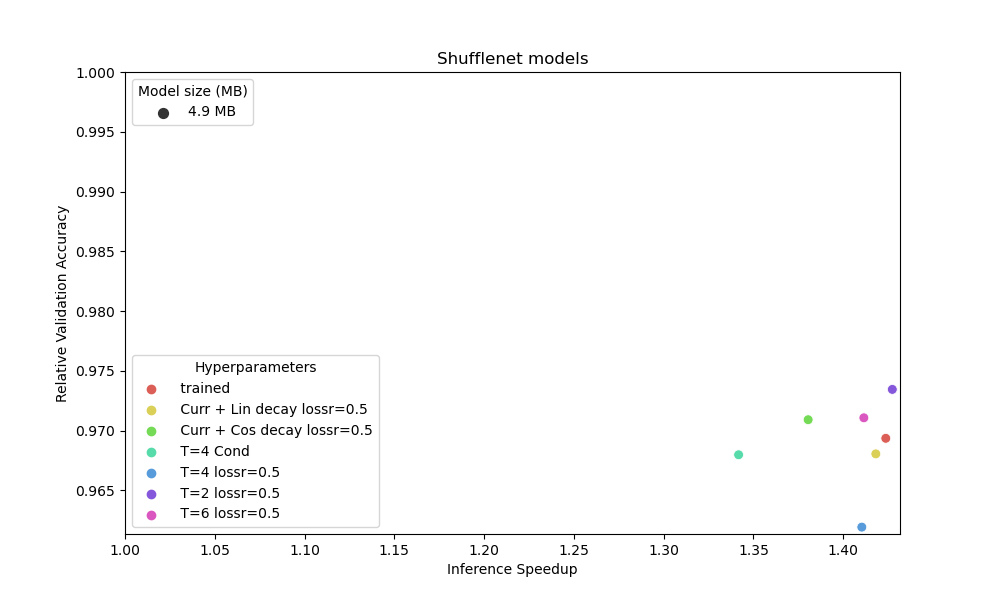 Shufflenet models
1.000
0.995
0.990
0.985
0.980
0.975
0.970
0.965
Relative Validation Accuracy
Model size (MB)
4.9 MB
Hyperparameters
trained
Curr + Lin decay lossr=0.5
Curr + Cos decay lossr=0.5
T=4 Cond
T=4 lossr=0.5
T=2 lossr=0.5
T=6 lossr=0.5
1.00 1.05 1.10 1.15 1.20 1.25 1.30 1.35 1.40
Inference Speedup